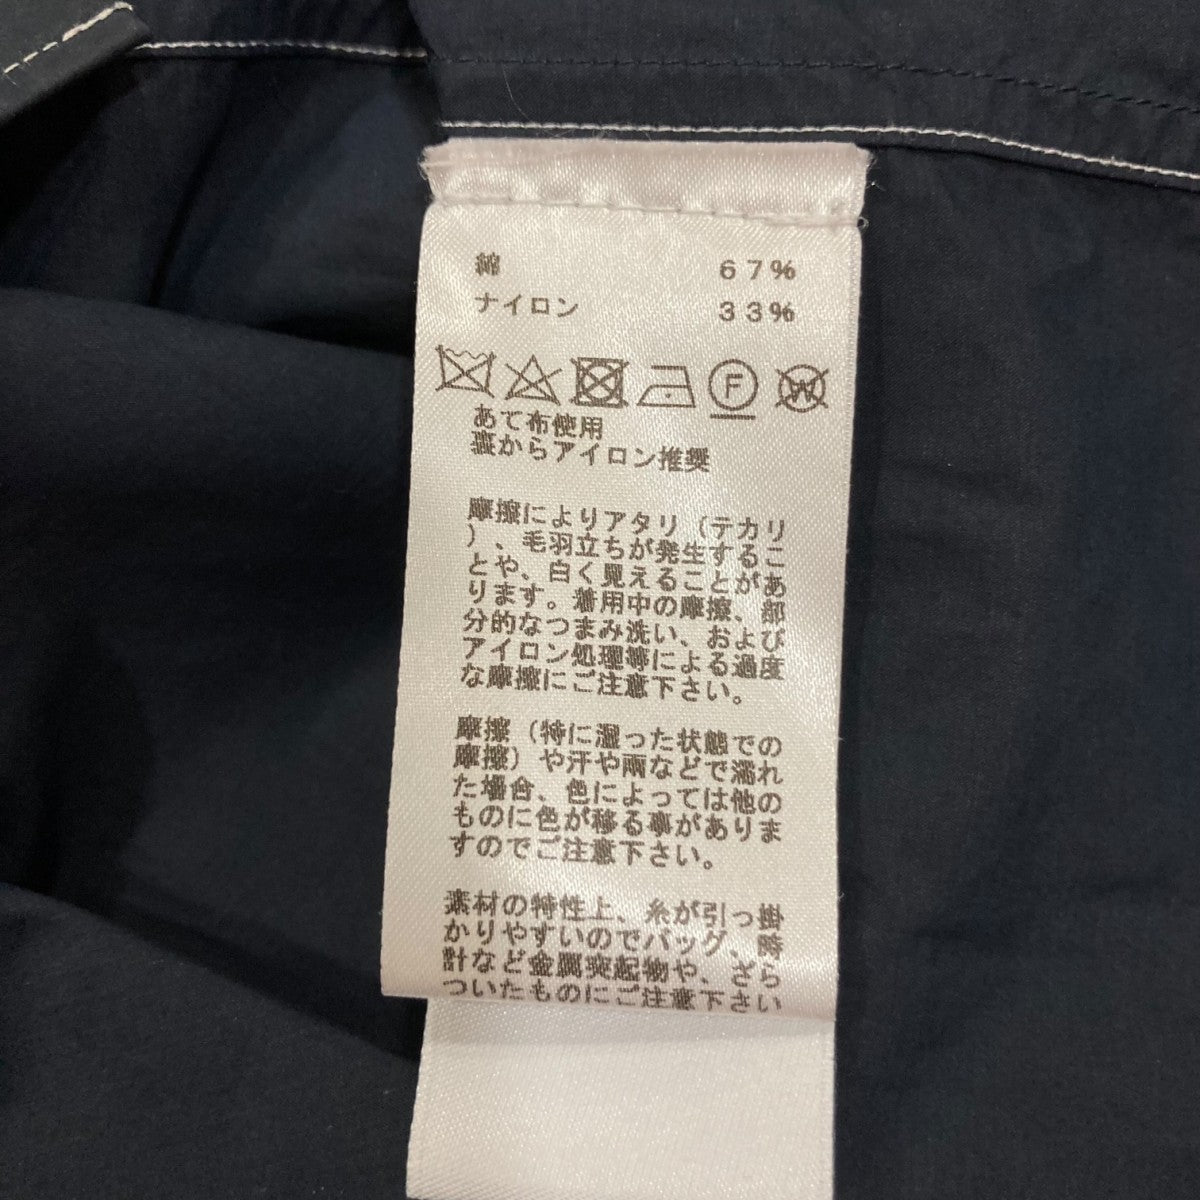 綿 67%
ナイロン 33%
F W
あて布使用
裏からアイロン推奨
摩擦によりアタリ(テカリ
)、毛羽立ちが発生するこ
とや、白く見えることがあ
ります。着用中の摩擦、部
分的なつまみ洗い、および
アイロン処理等による過度
な摩擦にご注意下さい。
摩擦(特に湿った状態での
摩擦)や汗や雨などで濡れ
た場合、色によっては他の
ものに色が移る事がありま
すのでご注意下さい。
素材の特性上、糸が引っ掛
かりやすいのでバッグ、時
計など金属突起物や、ざら
ついたものにご注意下さい